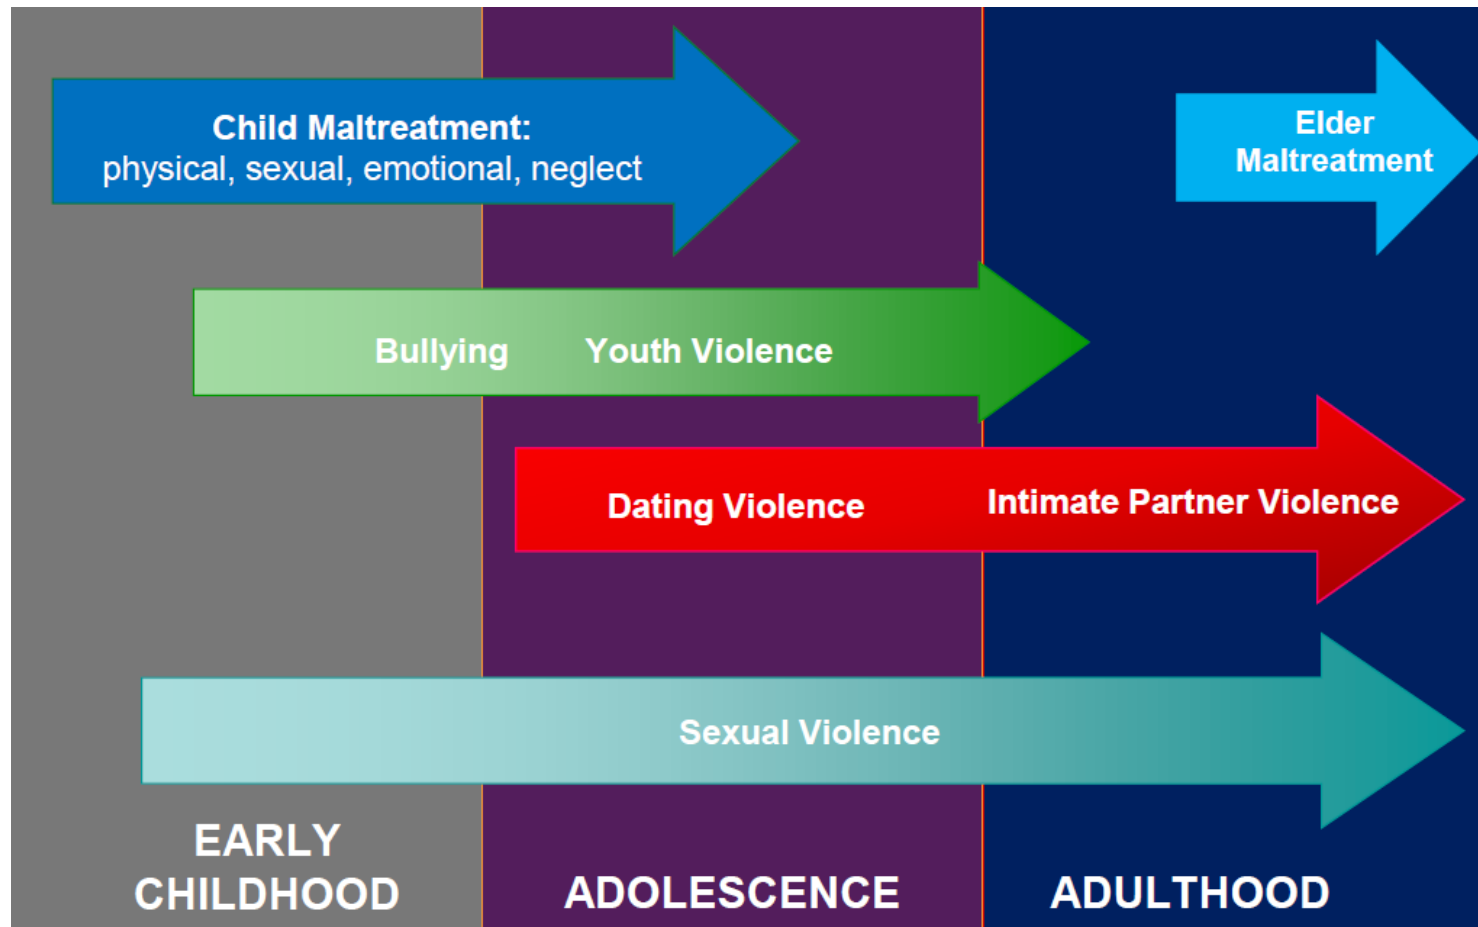 Child Maltreatment:
physical, sexual, emotional, neglect
Elder
Maltreatment
Bullying
Youth Violence
Dating Violence
Intimate Partner Violence
Sexual Violence
EARLY
CHILDHOOD
ADOLESCENCE
ADULTHOOD